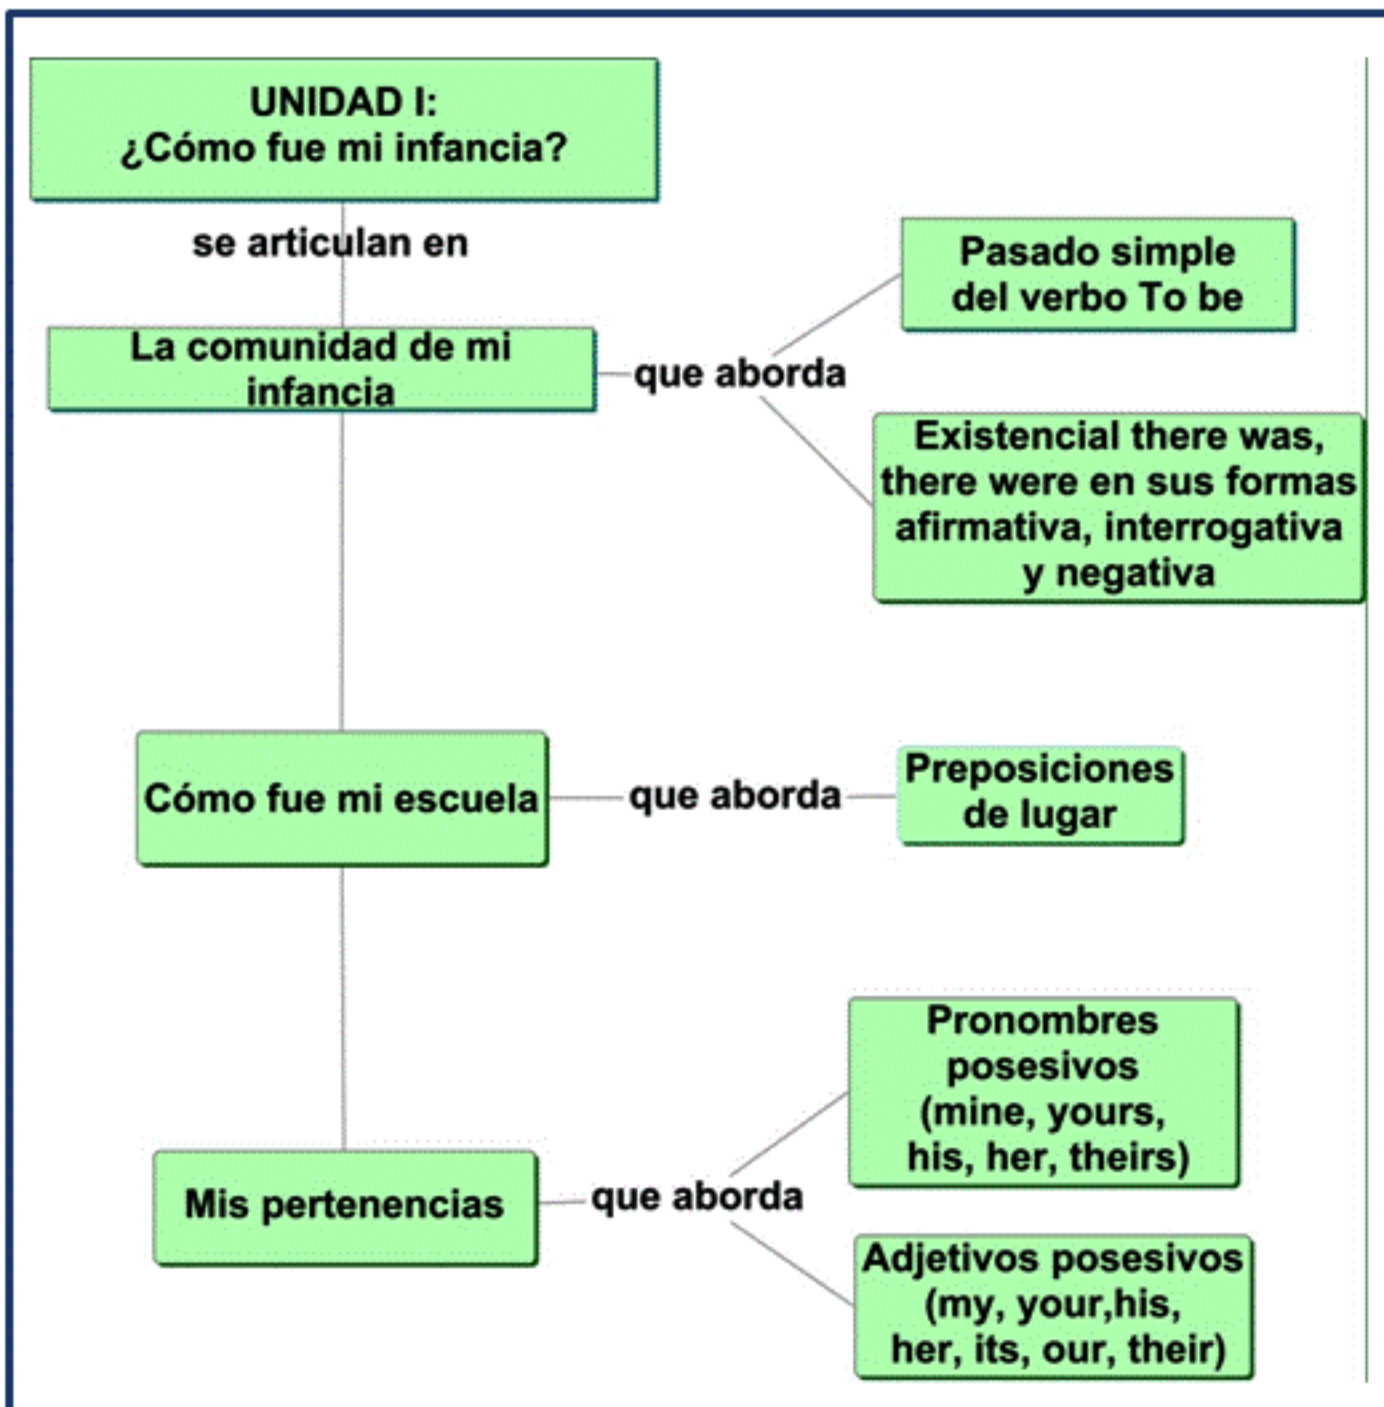 UNIDAD I:
¿Cómo fue mi infancia?
se articulan en
La comunidad de mi
infancia
que aborda
Pasado simple
del verbo To be
Existencial there was,
there were en sus formas
afirmativa, interrogativa
y negativa
Cómo fue mi escuela
que aborda
Preposiciones
de lugar
Mis pertenencias
que aborda
Pronombres
posesivos
(mine, yours,
his, her, theirs)
Adjetivos posesivos
(my, your,his,
her, its, our, their)